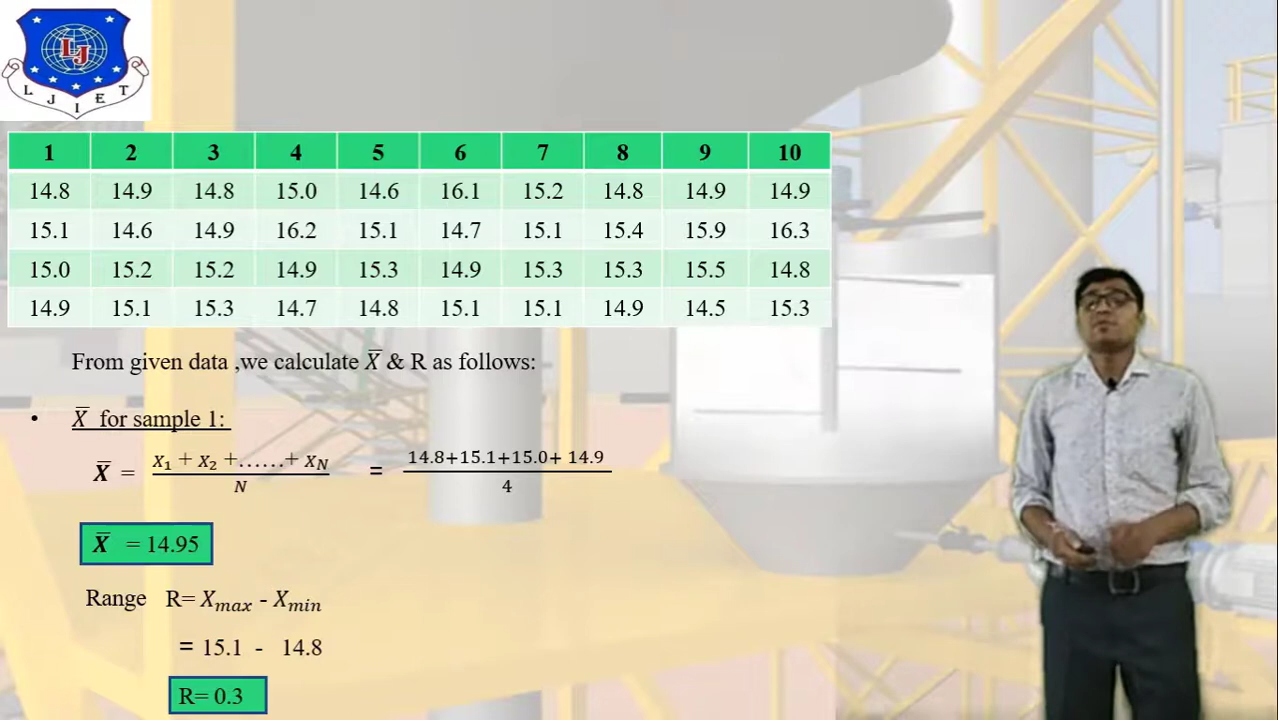 LJ
L J I E T
1 2 3 4 5 6 7 8 9 10
14.8 14.9 14.8 15.0 14.6 16.1 15.2 14.8 14.9 14.9
15.1 14.6 14.9 16.2 15.1 14.7 15.1 15.4 15.9 16.3
15.0 15.2 15.2 14.9 15.3 14.9 15.3 15.3 15.5 14.8
14.9 15.1 15.3 14.7 14.8 15.1 15.1 14.9 14.5 15.3
From given data ,we calculate X̅ & R as follows:
• X̅ for sample 1:
X̅ = (X₁ + X₂ +……+ X_N)/N = (14.8+15.1+15.0+ 14.9)/4
X̅ = 14.95
Range R= X_max - X_min
= 15.1 - 14.8
R= 0.3